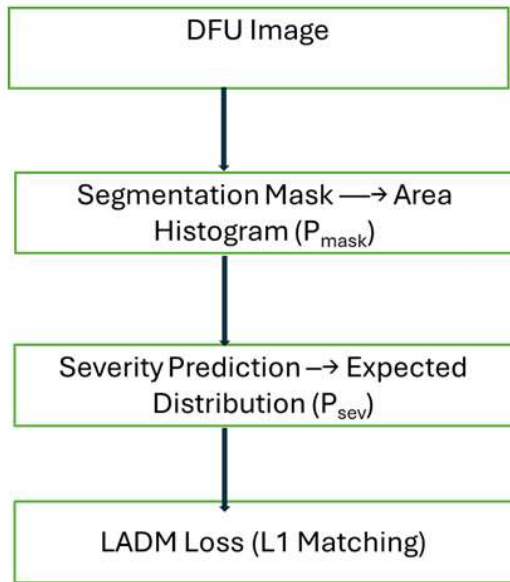 DFU Image
Segmentation Mask —→ Area
Histogram (Pmask)
Severity Prediction –→ Expected
Distribution (Psev)
LADM Loss (L1 Matching)